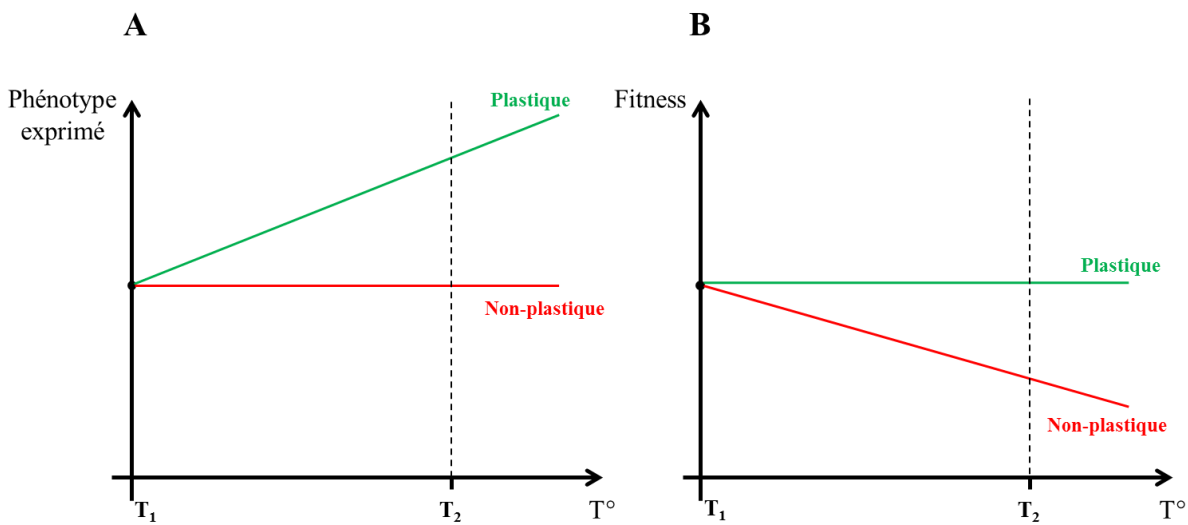 A
Phénotype
exprimé
Plastique
Non-plastique
T₁
T₂
T°
B
Fitness
Plastique
Non-plastique
T₁
T₂
T°